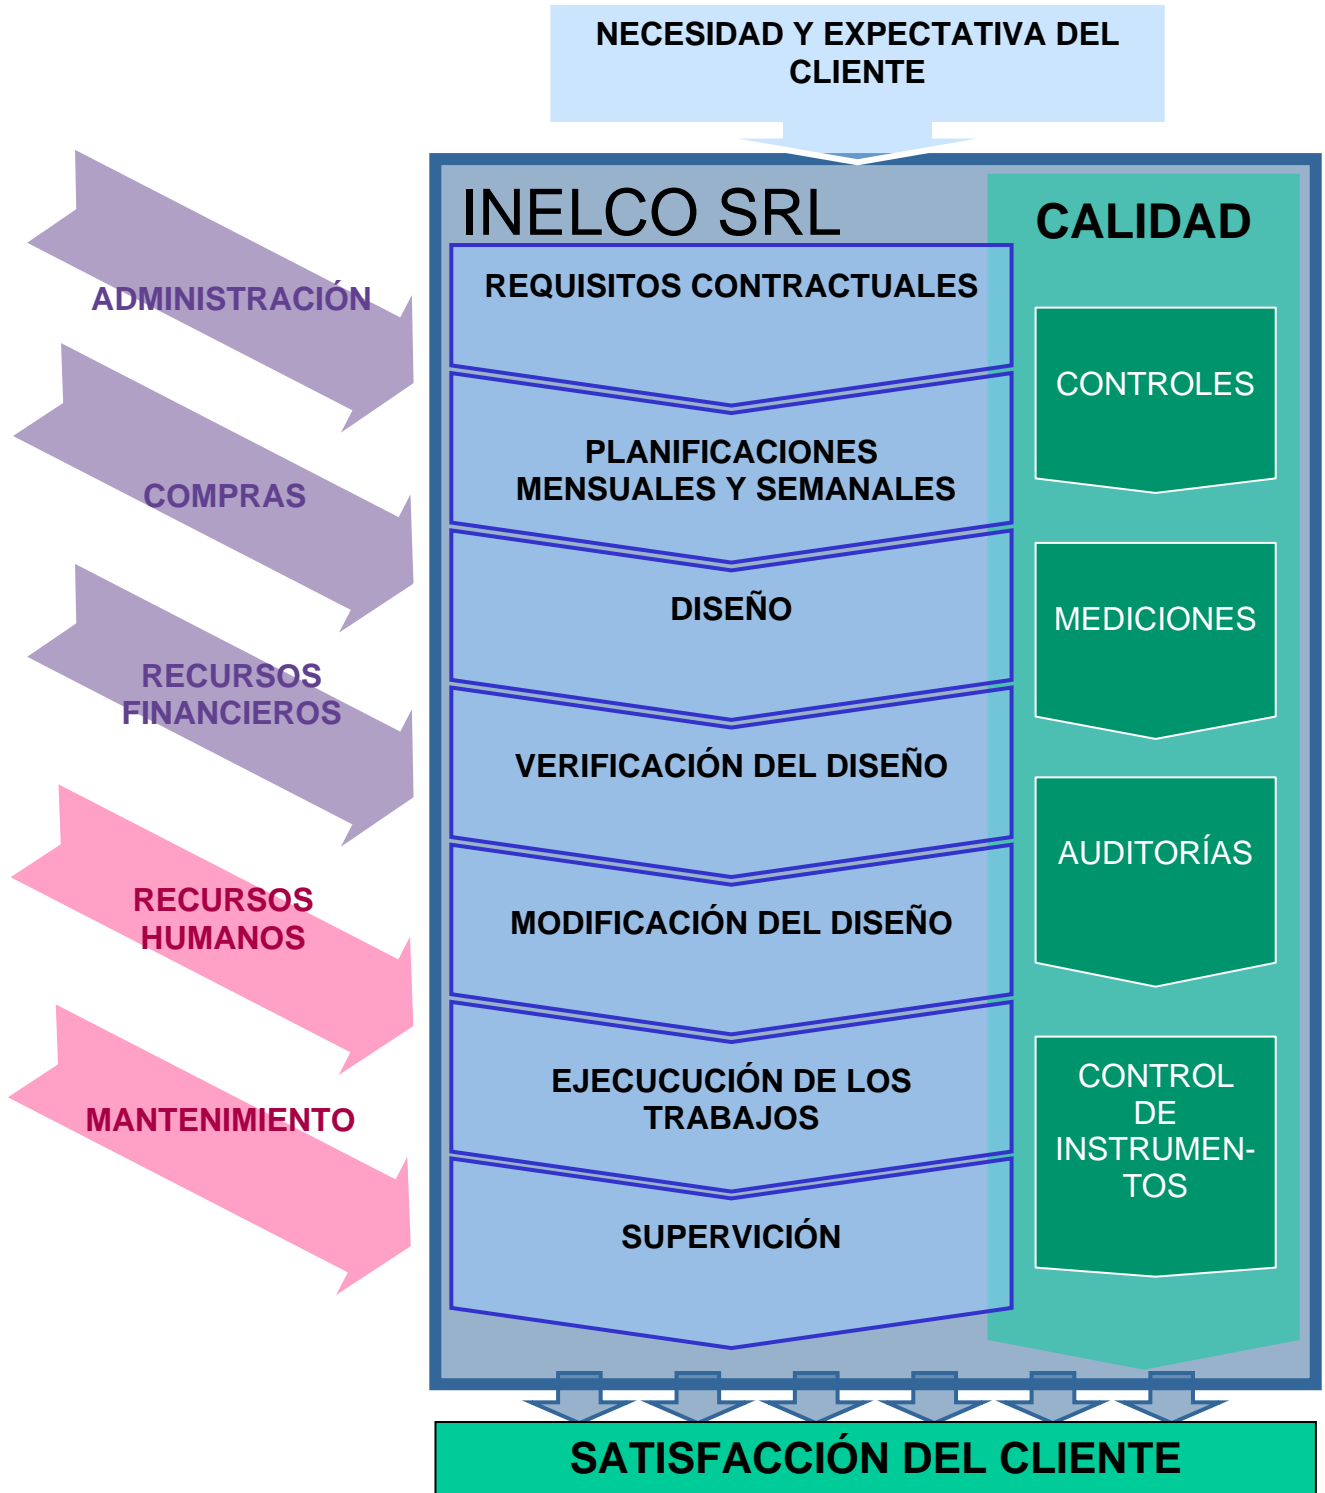 NECESIDAD Y EXPECTATIVA DEL
CLIENTE
INELCO SRL
CALIDAD
ADMINISTRACIÓN
COMPRAS
RECURSOS
FINANCIEROS
RECURSOS
HUMANOS
MANTENIMIENTO
REQUISITOS CONTRACTUALES
PLANIFICACIONES
MENSUALES Y SEMANALES
DISEÑO
VERIFICACIÓN DEL DISEÑO
MODIFICACIÓN DEL DISEÑO
EJECUCUCIÓN DE LOS
TRABAJOS
SUPERVICIÓN
CONTROLES
MEDICIONES
AUDITORÍAS
CONTROL
DE
INSTRUMEN-
TOS
SATISFACCIÓN DEL CLIENTE